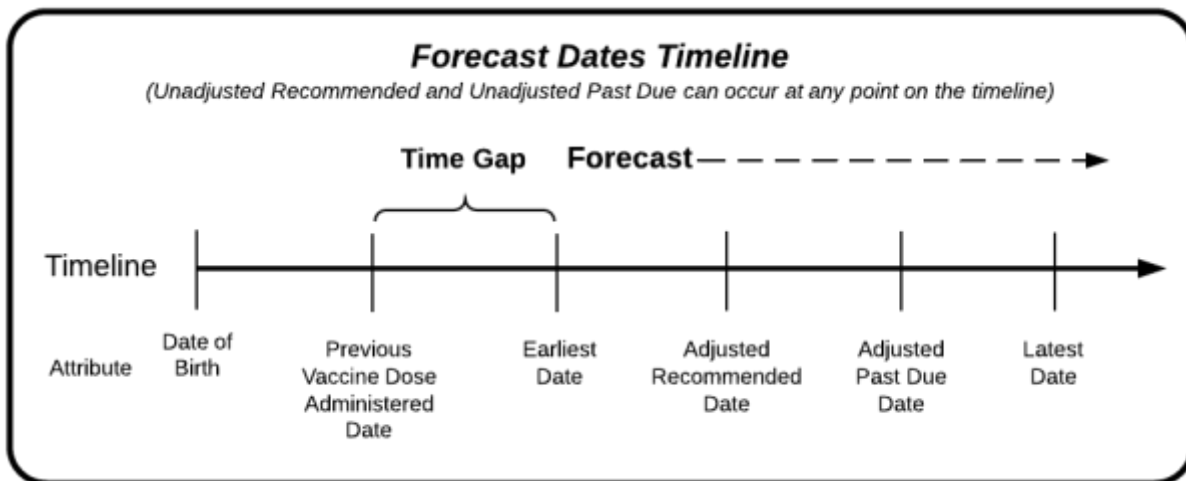 Forecast Dates Timeline
(Unadjusted Recommended and Unadjusted Past Due can occur at any point on the timeline)
Time Gap
Forecast
Timeline
Attribute
Date of
Birth
Previous
Vaccine Dose
Administered
Date
Earliest
Date
Adjusted
Recommended
Date
Adjusted
Past Due
Date
Latest
Date